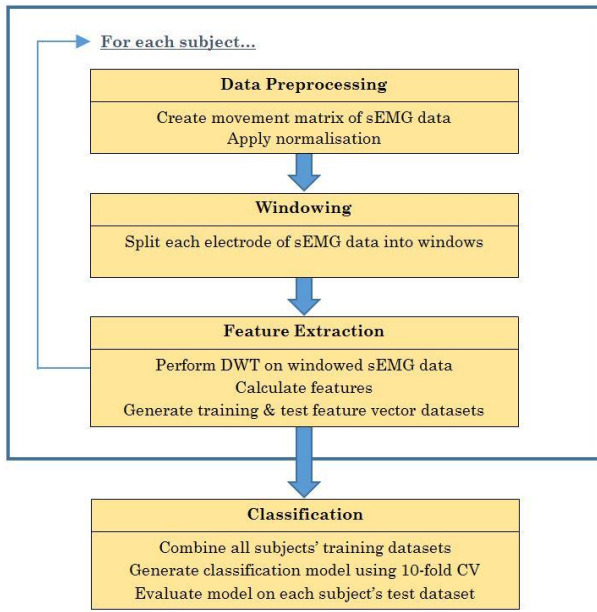 For each subject...
Data Preprocessing
Create movement matrix of sEMG data
Apply normalisation
Windowing
Split each electrode of sEMG data into windows
Feature Extraction
Perform DWT on windowed sEMG data
Calculate features
Generate training & test feature vector datasets
Classification
Combine all subjects' training datasets
Generate classification model using 10-fold CV
Evaluate model on each subject's test dataset